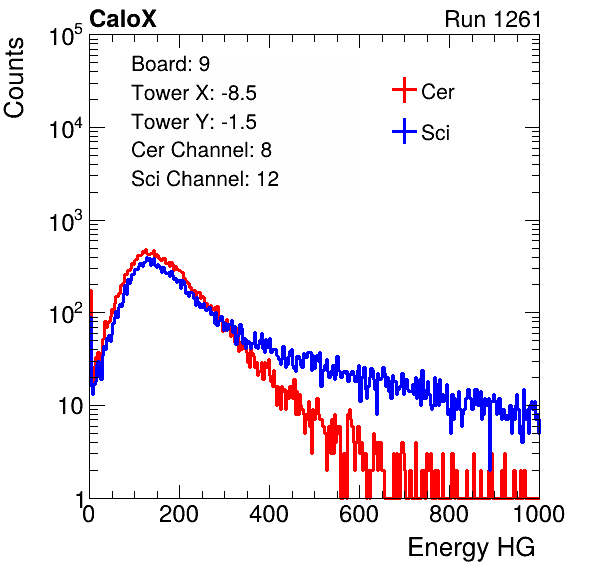 CaloX Run 1261
Counts
Board: 9
Tower X: -8.5
Tower Y: -1.5
Cer Channel: 8
Sci Channel: 12
Cer
Sci
10^5
10^4
10^3
10^2
10
1
0 200 400 600 800 1000
Energy HG